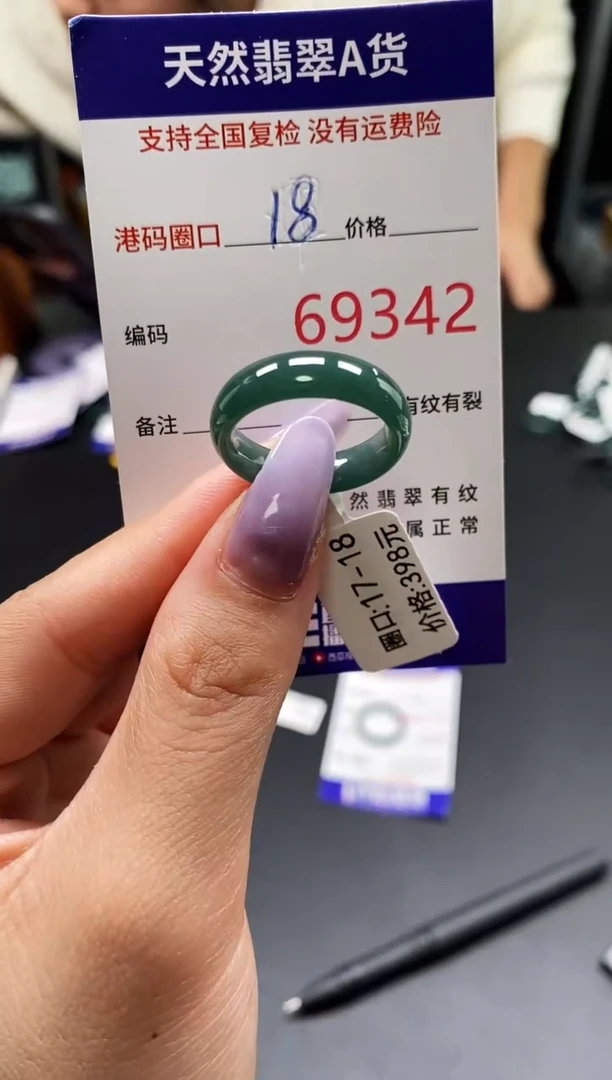 天然翡翠A货
支持全国复检 没有运费险
港码圈口 18 价格
编码 69342
备注 有纹有裂
然翡翠有纹
属正常
圈口:17-18
价格:398元